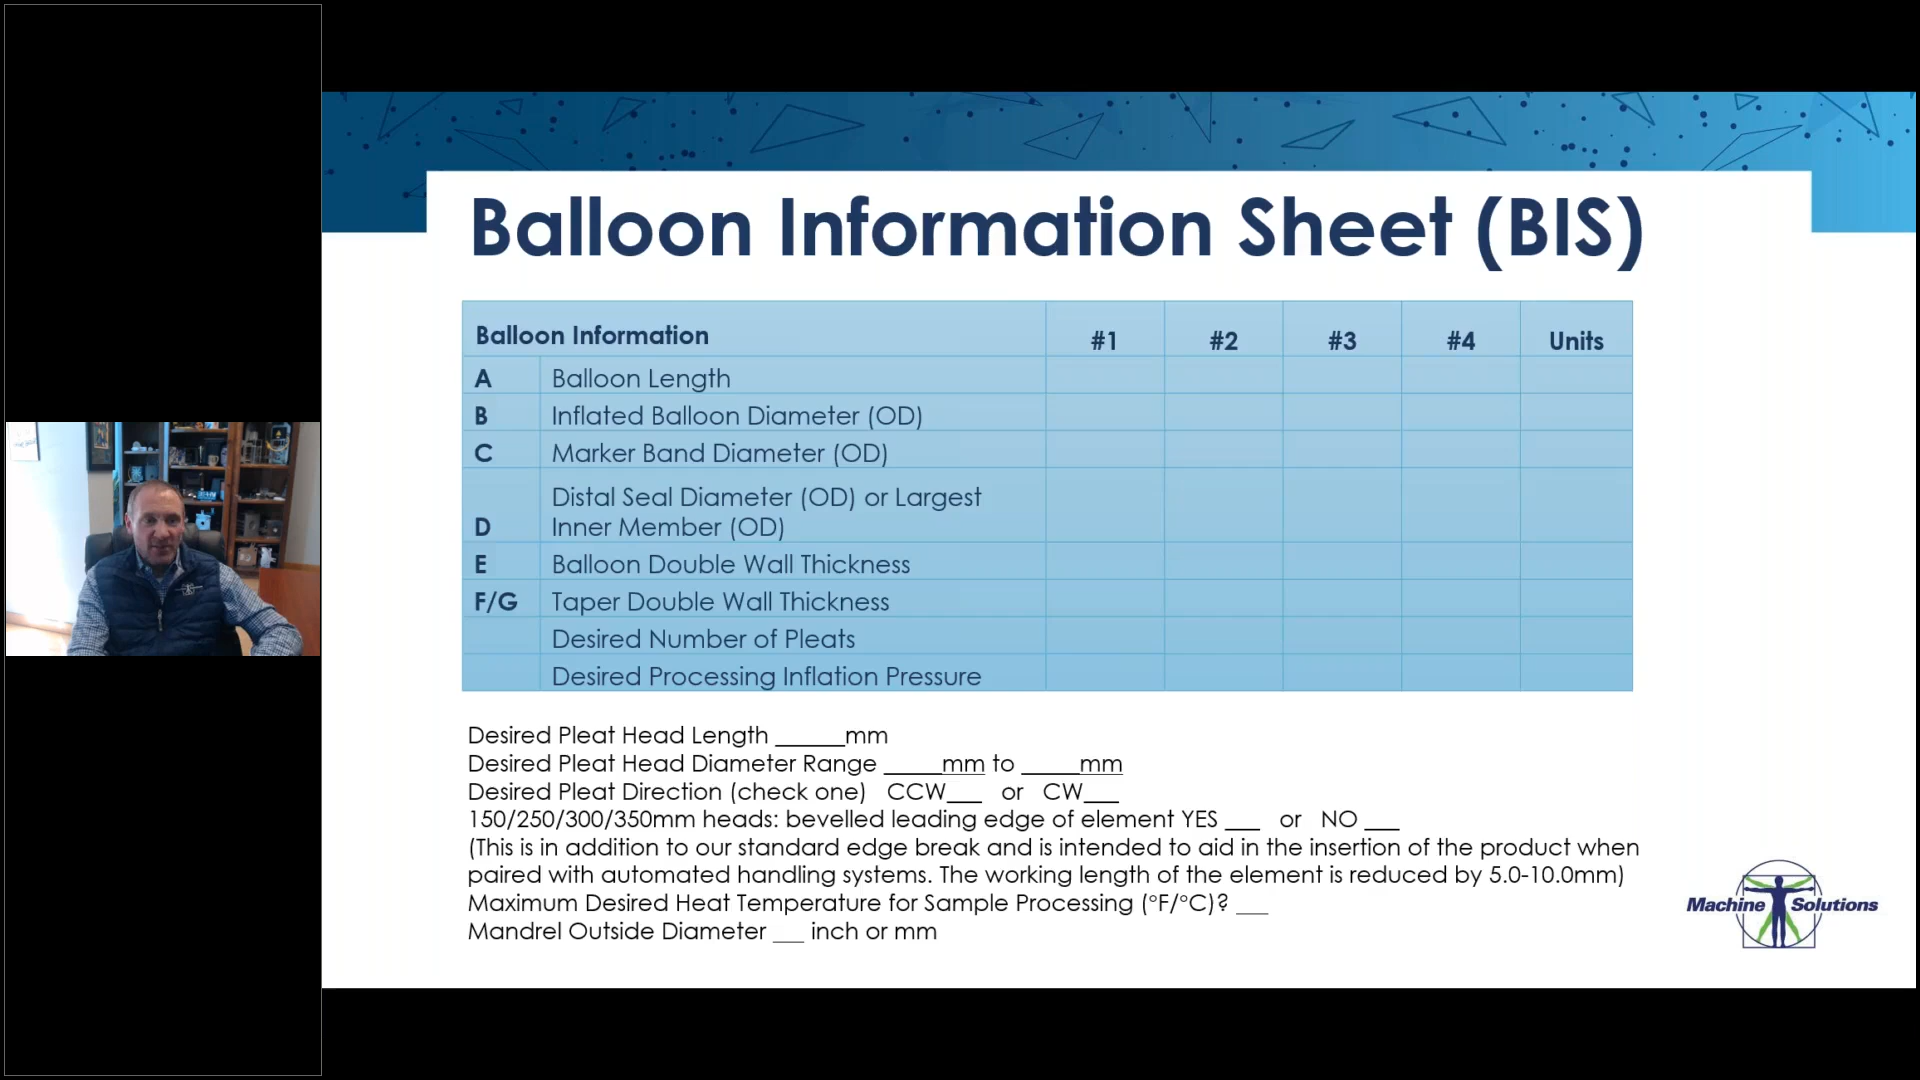 Balloon Information Sheet (BIS)
Balloon Information #1 #2 #3 #4 Units
A Balloon Length
B Inflated Balloon Diameter (OD)
C Marker Band Diameter (OD)
Distal Seal Diameter (OD) or Largest
D Inner Member (OD)
E Balloon Double Wall Thickness
F/G Taper Double Wall Thickness
Desired Number of Pleats
Desired Processing Inflation Pressure
Desired Pleat Head Length ______mm
Desired Pleat Head Diameter Range _____mm to _____mm
Desired Pleat Direction (check one) CCW___ or CW___
150/250/300/350mm heads: bevelled leading edge of element YES ___ or NO ___
(This is in addition to our standard edge break and is intended to aid in the insertion of the product when
paired with automated handling systems. The working length of the element is reduced by 5.0-10.0mm)
Maximum Desired Heat Temperature for Sample Processing (°F/°C)? ___
Mandrel Outside Diameter ___ inch or mm
Machine Solutions